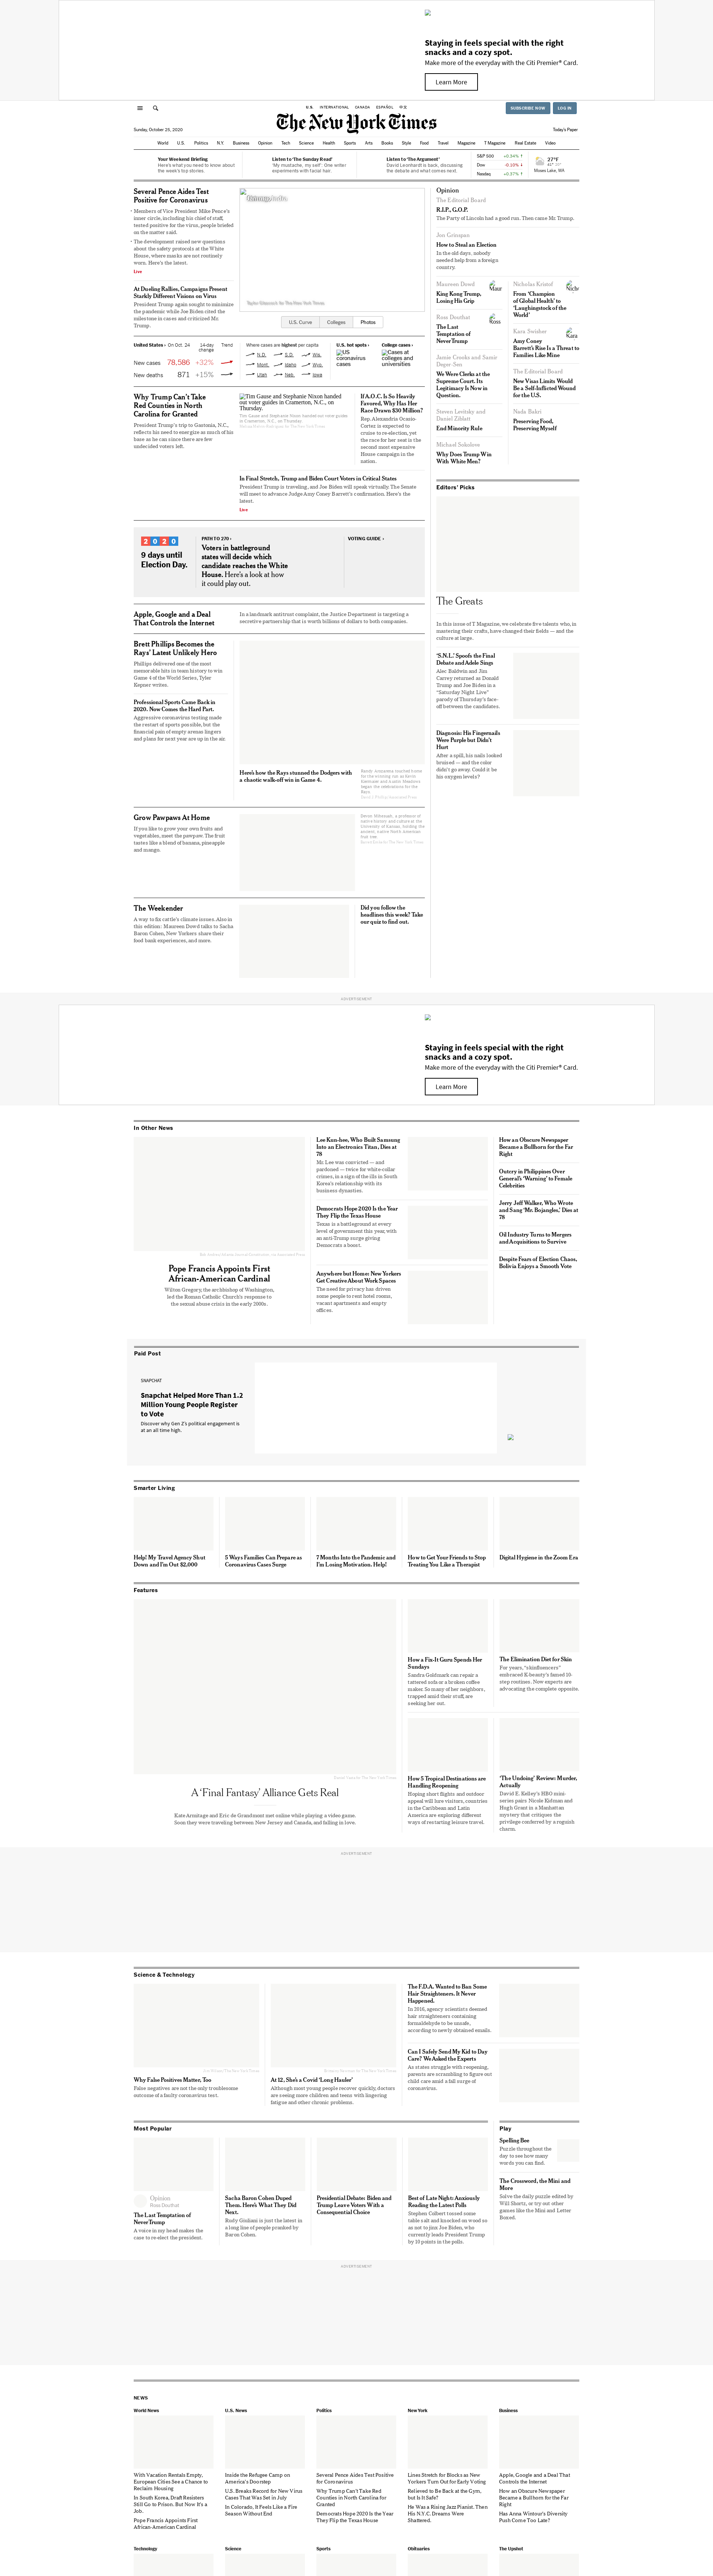 Staying in feels special with the right
snacks and a cozy spot.
Make more of the everyday with the Citi Premier® Card.
Learn More
U.S. INTERNATIONAL CANADA ESPAÑOL 中文
SUBSCRIBE NOW LOG IN
The New York Times
Sunday, October 25, 2020
Today's Paper
World U.S. Politics N.Y. Business Opinion Tech Science Health Sports Arts Books Style Food Travel Magazine T Magazine Real Estate Video
Your Weekend Briefing
Here's what you need to know about
the week's top stories.
Listen to 'The Sunday Read'
'My mustache, my self': One writer
experiments with facial hair.
Listen to 'The Argument'
David Leonhardt is back, discussing
the debate and what comes next.
S&P 500 +0.34% ↑
Dow -0.10% ↓
Nasdaq +0.37% ↑
27°F
Moses Lake, WA
Several Pence Aides Test
Positive for Coronavirus
• Members of Vice President Mike Pence's
inner circle, including his chief of staff,
tested positive for the virus, people briefed
on the matter said.
• The development raised new questions
about the safety protocols at the White
House, where masks are not routinely
worn. Here's the latest.
Live
At Dueling Rallies, Campaigns Present
Starkly Different Visions on Virus
President Trump again sought to minimize
the pandemic while Joe Biden cited the
milestone in cases and criticized Mr.
Trump.
U.S. Curve Colleges Photos
United States › On Oct. 24 14-day
change Trend
New cases 78,586 +32%
New deaths 871 +15%
Where cases are highest per capita
N.D. S.D. Wis.
Mont. Idaho Wyo.
Utah Neb. Iowa
U.S. hot spots ›
US
coronavirus
cases
College cases ›
Cases at
colleges and
universities
Why Trump Can't Take
Red Counties in North
Carolina for Granted
President Trump's trip to Gastonia, N.C.,
reflects his need to energize as much of his
base as he can since there are few
undecided voters left.
Tim Gause and Stephanie Nixon handed
out voter guides in Cramerton, N.C., on
Thursday.
Tim Gause and Stephanie Nixon handed out voter guides
in Cramerton, N.C., on Thursday.
If A.O.C. Is So Heavily
Favored, Why Has Her
Race Drawn $30 Million?
Rep. Alexandria Ocasio-
Cortez is expected to
cruise to re-election, yet
the race for her seat is the
second most expensive
House campaign in the
nation.
In Final Stretch, Trump and Biden Court Voters in Critical States
President Trump is traveling, and Joe Biden will speak virtually. The Senate
will meet to advance Judge Amy Coney Barrett's confirmation. Here's the
latest.
Live
2020
9 days until
Election Day.
PATH TO 270 ›
Voters in battleground
states will decide which
candidate reaches the White
House. Here's a look at how
it could play out.
VOTING GUIDE ›
Apple, Google and a Deal
That Controls the Internet
In a landmark antitrust complaint, the Justice Department is targeting a
secretive partnership that is worth billions of dollars to both companies.
Brett Phillips Becomes the
Rays' Latest Unlikely Hero
Phillips delivered one of the most
memorable hits in team history to win
Game 4 of the World Series, Tyler
Kepner writes.
Professional Sports Came Back in
2020. Now Comes the Hard Part.
Aggressive coronavirus testing made
the restart of sports possible, but the
financial pain of empty arenas lingers
and plans for next year are up in the air.
Here's how the Rays stunned the Dodgers with
a chaotic walk-off win in Game 4.
Grow Pawpaws At Home
If you like to grow your own fruits and
vegetables, meet the pawpaw. The fruit
tastes like a blend of banana, pineapple
and mango.
The Weekender
A way to fix cattle's climate issues. Also in
this edition: Maureen Dowd talks to Sacha
Baron Cohen, New Yorkers share their
food bank experiences, and more.
Did you follow the
headlines this week? Take
our quiz to find out.
Opinion
The Editorial Board
R.I.P., G.O.P.
The Party of Lincoln had a good run. Then came Mr. Trump.
Jon Grinspan
How to Steal an Election
In the old days, nobody
needed help from a foreign
country.
Maureen Dowd
King Kong Trump,
Losing His Grip
Ross Douthat
The Last
Temptation of
NeverTrump
Jamie Crooks and Samir
Deger-Sen
We Were Clerks at the
Supreme Court. Its
Legitimacy Is Now in
Question.
Steven Levitsky and
Daniel Ziblatt
End Minority Rule
Michael Sokolove
Why Does Trump Win
With White Men?
Nicholas Kristof
From 'Champion
of Global Health' to
'Laughingstock of the
World'
Kara Swisher
Amy Coney
Barrett's Rise Is a Threat to
Families Like Mine
The Editorial Board
New Visas Limits Would
Be a Self-Inflicted Wound
for the U.S.
Nada Bakri
Preserving Food,
Preserving Myself
Editors' Picks
The Greats
In this issue of T Magazine, we celebrate five talents who, in
mastering their crafts, have changed their fields — and the
culture at large.
'S.N.L.' Spoofs the Final
Debate and Adele Sings
Alec Baldwin and Jim
Carrey returned as Donald
Trump and Joe Biden in a
"Saturday Night Live"
parody of Thursday's face-
off between the candidates.
Diagnosis: His Fingernails
Were Purple but Didn't
Hurt
After a spill, his nails looked
bruised — and the color
didn't go away. Could it be
his oxygen levels?
ADVERTISEMENT
Staying in feels special with the right
snacks and a cozy spot.
Make more of the everyday with the Citi Premier® Card.
Learn More
In Other News
Pope Francis Appoints First
African-American Cardinal
Wilton Gregory, the archbishop of Washington,
led the Roman Catholic Church's response to
the sexual abuse crisis in the early 2000s.
Lee Kun-hee, Who Built Samsung
Into an Electronics Titan, Dies at
78
Mr. Lee was convicted — and
pardoned — twice for white-collar
crimes, in a sign of the ills in South
Korea's relationship with its
business dynasties.
Democrats Hope 2020 Is the Year
They Flip the Texas House
Texas is a battleground at every
level of government this year, with
an anti-Trump surge giving
Democrats a boost.
Anywhere but Home: New Yorkers
Get Creative About Work Spaces
The need for privacy has driven
some people to rent hotel rooms,
vacant apartments and empty
offices.
How an Obscure Newspaper
Became a Bullhorn for the Far
Right
Outcry in Philippines Over
General's 'Warning' to Female
Celebrities
Jerry Jeff Walker, Who Wrote
and Sang 'Mr. Bojangles,' Dies at
78
Oil Industry Turns to Mergers
and Acquisitions to Survive
Despite Fears of Election Chaos,
Bolivia Enjoys a Smooth Vote
Paid Post
SNAPCHAT
Snapchat Helped More Than 1.2
Million Young People Register
to Vote
Discover why Gen Z's political engagement is
at an all time high.
Smarter Living
Help! My Travel Agency Shut
Down and I'm Out $2,000
5 Ways Families Can Prepare as
Coronavirus Cases Surge
7 Months Into the Pandemic and
I'm Losing Motivation. Help!
How to Get Your Friends to Stop
Treating You Like a Therapist
Digital Hygiene in the Zoom Era
Features
A 'Final Fantasy' Alliance Gets Real
Kate Armitage and Eric de Grandmont met online while playing a video game.
Soon they were traveling between New Jersey and Canada, and falling in love.
How a Fix-It Guru Spends Her
Sundays
Sandra Goldmark can repair a
tattered sofa or a broken coffee
maker. So many of her neighbors,
trapped amid their stuff, are
seeking her out.
The Elimination Diet for Skin
For years, "skinfluencers"
embraced K-beauty's famed 10-
step routines. Now experts are
advocating the complete opposite.
How 5 Tropical Destinations are
Handling Reopening
Hoping short flights and outdoor
appeal will lure visitors, countries
in the Caribbean and Latin
America are exploring different
ways of restarting leisure travel.
'The Undoing' Review: Murder,
Actually
David E. Kelley's HBO mini-
series pairs Nicole Kidman and
Hugh Grant in a Manhattan
mystery that critiques the
privilege conferred by a roguish
charm.
ADVERTISEMENT
Science & Technology
Why False Positives Matter, Too
False negatives are not the only troublesome
outcome of a faulty coronavirus test.
At 12, She's a Covid 'Long Hauler'
Although most young people recover quickly, doctors
are seeing more children and teens with lingering
fatigue and other chronic problems.
The F.D.A. Wanted to Ban Some
Hair Straighteners. It Never
Happened.
In 2016, agency scientists deemed
hair straighteners containing
formaldehyde to be unsafe,
according to newly obtained emails.
Can I Safely Send My Kid to Day
Care? We Asked the Experts
As states struggle with reopening,
parents are scrambling to figure out
child care amid a fall surge of
coronavirus.
Most Popular
Opinion
Ross Douthat
The Last Temptation of
NeverTrump
A voice in my head makes the
case to re-elect the president.
Sacha Baron Cohen Duped
Them. Here's What They Did
Next.
Rudy Giuliani is just the latest in
a long line of people pranked by
Baron Cohen.
Presidential Debate: Biden and
Trump Leave Voters With a
Consequential Choice
Best of Late Night: Anxiously
Reading the Latest Polls
Stephen Colbert tossed some
table salt and knocked on wood so
as not to jinx Joe Biden, who
currently leads President Trump
by 10 points in the polls.
Play
Spelling Bee
Puzzle throughout the
day to see how many
words you can find.
The Crossword, the Mini and
More
Solve the daily puzzle edited by
Will Shortz, or try out other
games like the Mini and Letter
Boxed.
ADVERTISEMENT
NEWS
World News
With Vacation Rentals Empty,
European Cities See a Chance to
Reclaim Housing
In South Korea, Draft Resisters
Still Go to Prison. But Now It's a
Job.
Pope Francis Appoints First
African-American Cardinal
U.S. News
Inside the Refugee Camp on
America's Doorstep
U.S. Breaks Record for New Virus
Cases That Was Set in July
In Colorado, It Feels Like a Fire
Season Without End
Politics
Several Pence Aides Test Positive
for Coronavirus
Why Trump Can't Take Red
Counties in North Carolina for
Granted
Democrats Hope 2020 Is the Year
They Flip the Texas House
New York
Lines Stretch for Blocks as New
Yorkers Turn Out for Early Voting
Relieved to Be Back at the Gym,
but Is It Safe?
He Was a Rising Jazz Pianist. Then
His N.Y.C. Dreams Were
Shattered.
Business
Apple, Google and a Deal That
Controls the Internet
How an Obscure Newspaper
Became a Bullhorn for the Far
Right
Has Anna Wintour's Diversity
Push Come Too Late?
Technology Science Sports Obituaries The Upshot